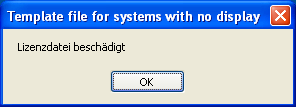 Template file for systems with no display
Lizenzdatei beschädigt
OK